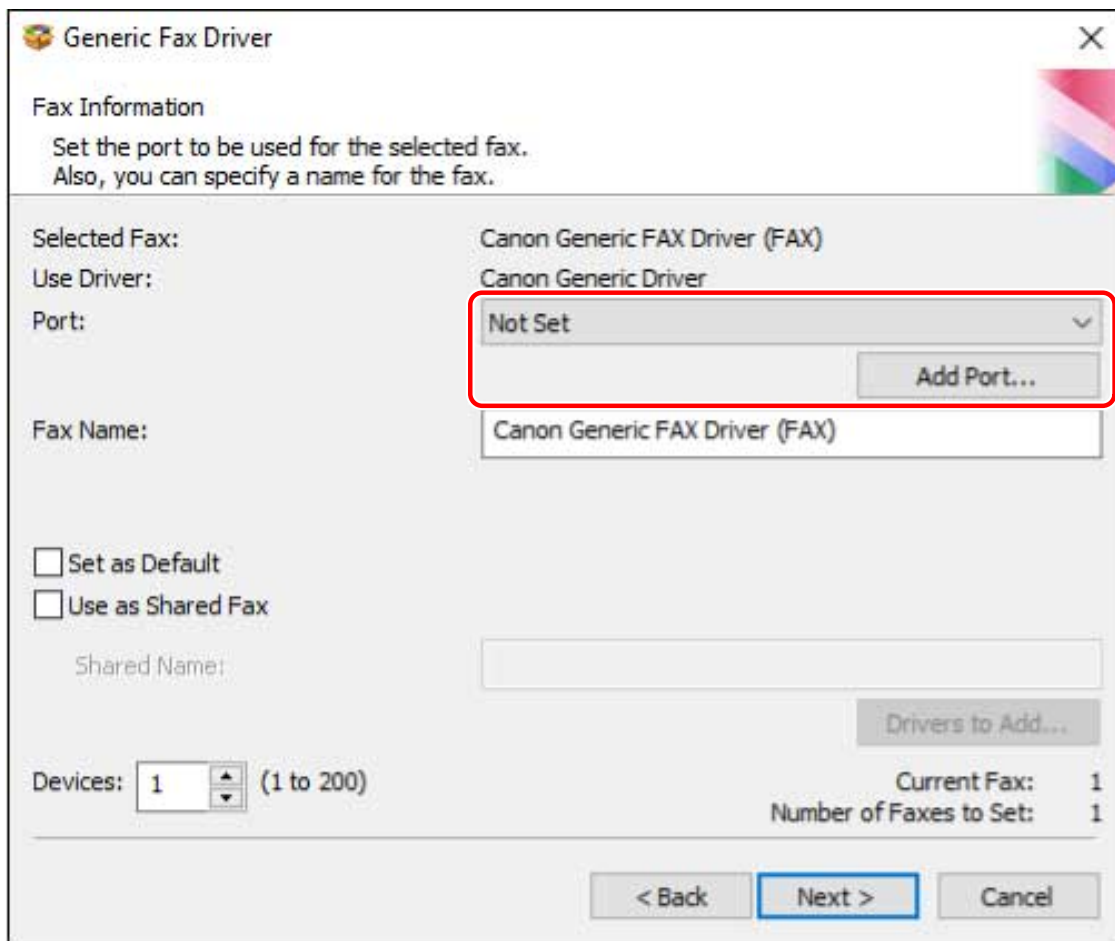 Generic Fax Driver
Fax Information
Set the port to be used for the selected fax.
Also, you can specify a name for the fax.
Selected Fax: Canon Generic FAX Driver (FAX)
Use Driver: Canon Generic Driver
Port: Not Set
Add Port...
Fax Name: Canon Generic FAX Driver (FAX)
Set as Default
Use as Shared Fax
Shared Name:
Drivers to Add...
Devices: 1 (1 to 200) Current Fax: 1
Number of Faxes to Set: 1
< Back Next > Cancel